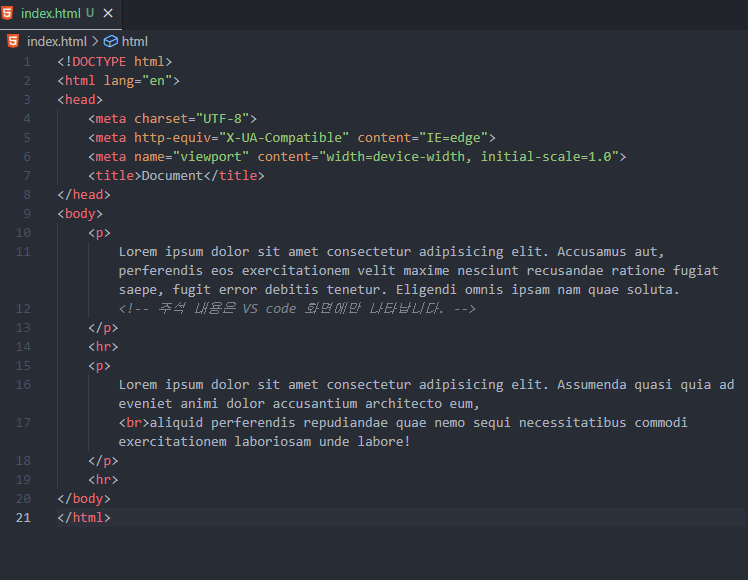 index.html U ×
index.html > html
1 <!DOCTYPE html>
2 <html lang="en">
3 <head>
4 <meta charset="UTF-8">
5 <meta http-equiv="X-UA-Compatible" content="IE=edge">
6 <meta name="viewport" content="width=device-width, initial-scale=1.0">
7 <title>Document</title>
8 </head>
9 <body>
10 <p>
11 Lorem ipsum dolor sit amet consectetur adipisicing elit. Accusamus aut,
perferendis eos exercitationem velit maxime nesciunt recusandae ratione fugiat
saepe, fugit error debitis tenetur. Eligendi omnis ipsam nam quae soluta.
12 <!-- 주석 내용은 VS code 화면에만 나타납니다. -->
13 </p>
14 <hr>
15 <p>
16 Lorem ipsum dolor sit amet consectetur adipisicing elit. Assumenda quasi quia ad
eveniet animi dolor accusantium architecto eum,
17 <br>aliquid perferendis repudiandae quae nemo sequi necessitatibus commodi
exercitationem laboriosam unde labore!
18 </p>
19 <hr>
20 </body>
21 </html>